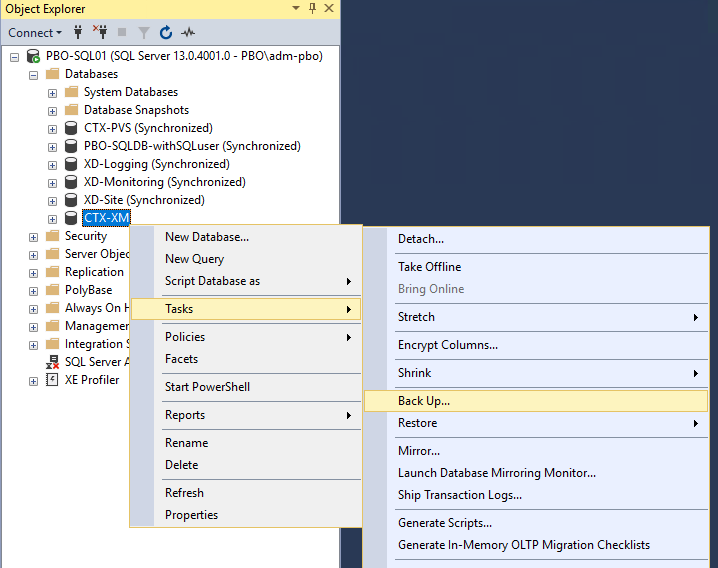 Object Explorer
Connect
PBO-SQL01 (SQL Server 13.0.4001.0 - PBO\adm-pbo)
Databases
System Databases
Database Snapshots
CTX-PVS (Synchronized)
PBO-SQLDB-withSQLuser (Synchronized)
XD-Logging (Synchronized)
XD-Monitoring (Synchronized)
XD-Site (Synchronized)
CTX-XM
Security
Server Objec
Replication
PolyBase
Always On H
Managemen
Integration S
SQL Server A
XE Profiler
New Database...
New Query
Script Database as
Tasks
Policies
Facets
Start PowerShell
Reports
Rename
Delete
Refresh
Properties
Detach...
Take Offline
Bring Online
Stretch
Encrypt Columns...
Shrink
Back Up...
Restore
Mirror...
Launch Database Mirroring Monitor...
Ship Transaction Logs...
Generate Scripts...
Generate In-Memory OLTP Migration Checklists